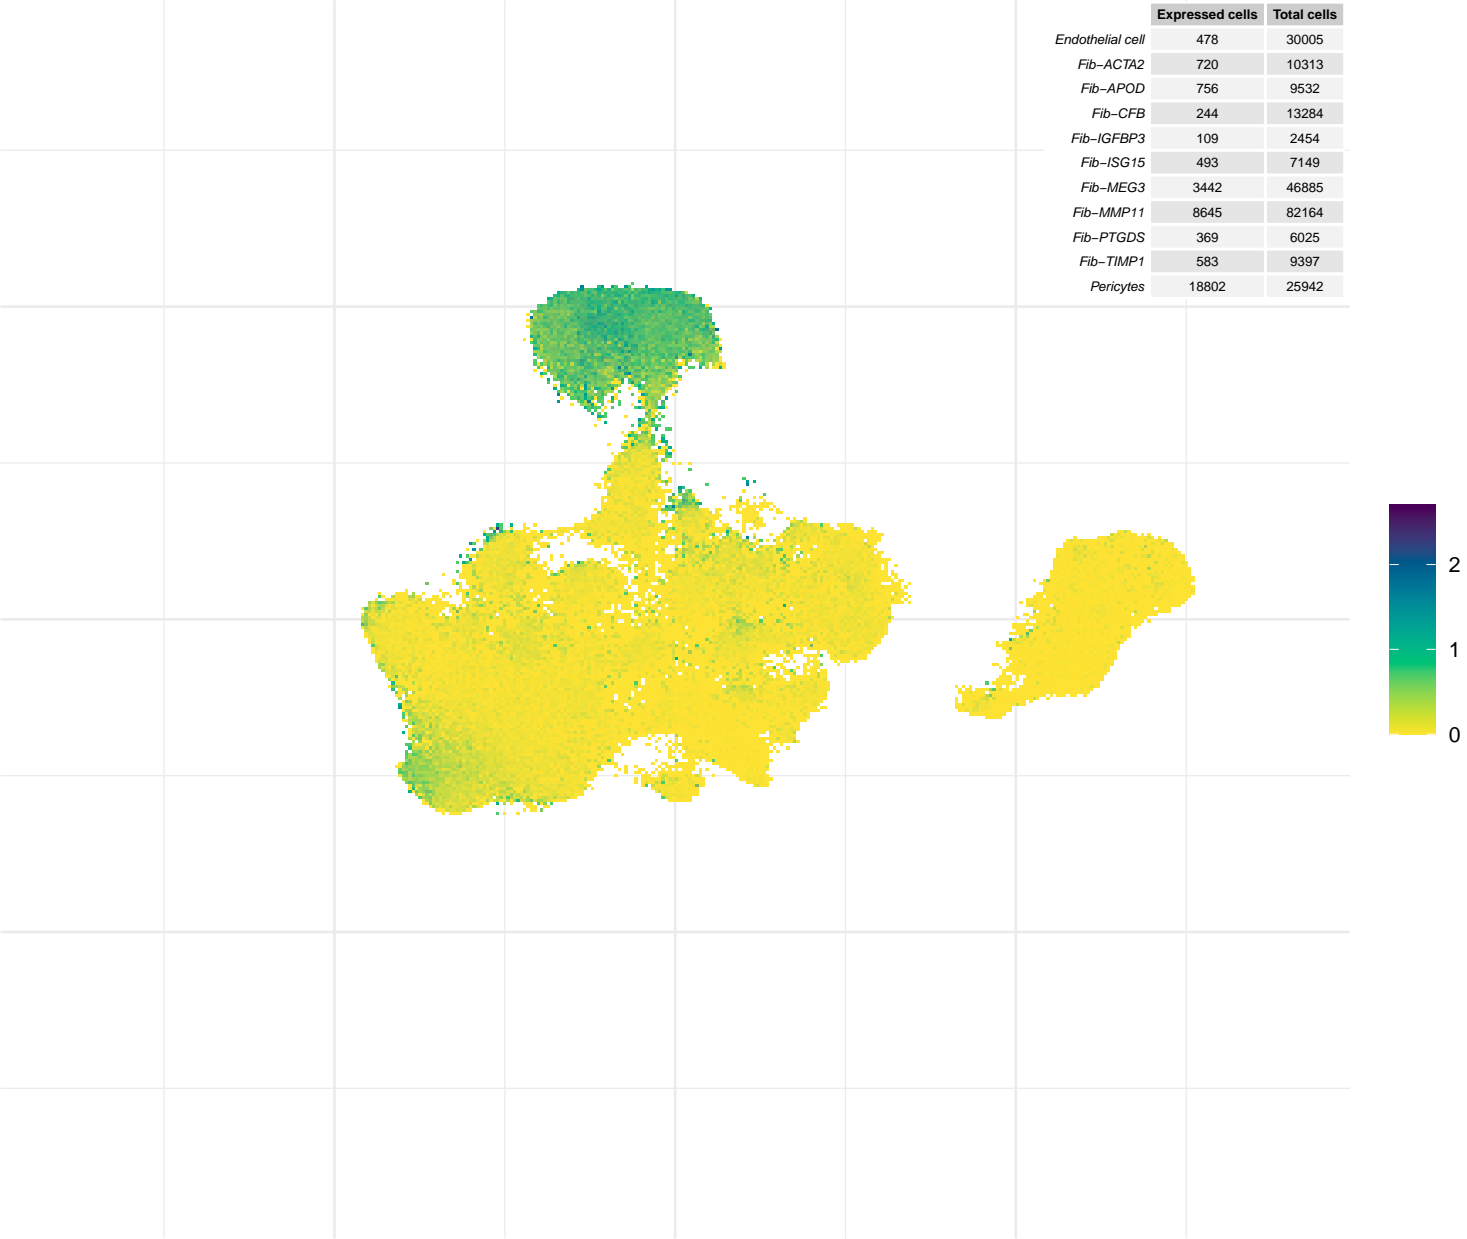 Expressed cells Total cells
Endothelial cell 478 30005
Fib−ACTA2 720 10313
Fib−APOD 756 9532
Fib−CFB 244 13284
Fib−IGFBP3 109 2454
Fib−ISG15 493 7149
Fib−MEG3 3442 46885
Fib−MMP11 8645 82164
Fib−PTGDS 369 6025
Fib−TIMP1 583 9397
Pericytes 18802 25942
2
1
0